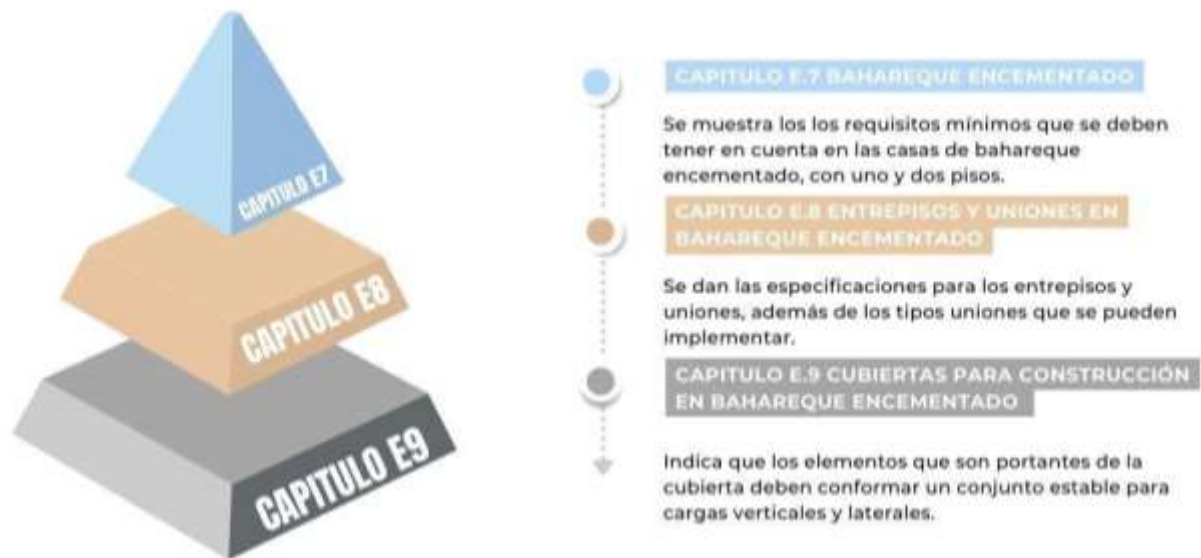 CAPITULO E7
CAPITULO E8
CAPITULO E9
CAPITULO E.7 BAHAREQUE ENCEMENTADO
Se muestra los los requisitos mínimos que se deben
tener en cuenta en las casas de bahareque
encementado, con uno y dos pisos.
CAPITULO E.8 ENTREPISOS Y UNIONES EN
BAHAREQUE ENCEMENTADO
Se dan las especificaciones para los entrepisos y
uniones, además de los tipos uniones que se pueden
implementar.
CAPITULO E.9 CUBIERTAS PARA CONSTRUCCIÓN
EN BAHAREQUE ENCEMENTADO
Indica que los elementos que son portantes de la
cubierta deben conformar un conjunto estable para
cargas verticales y laterales.